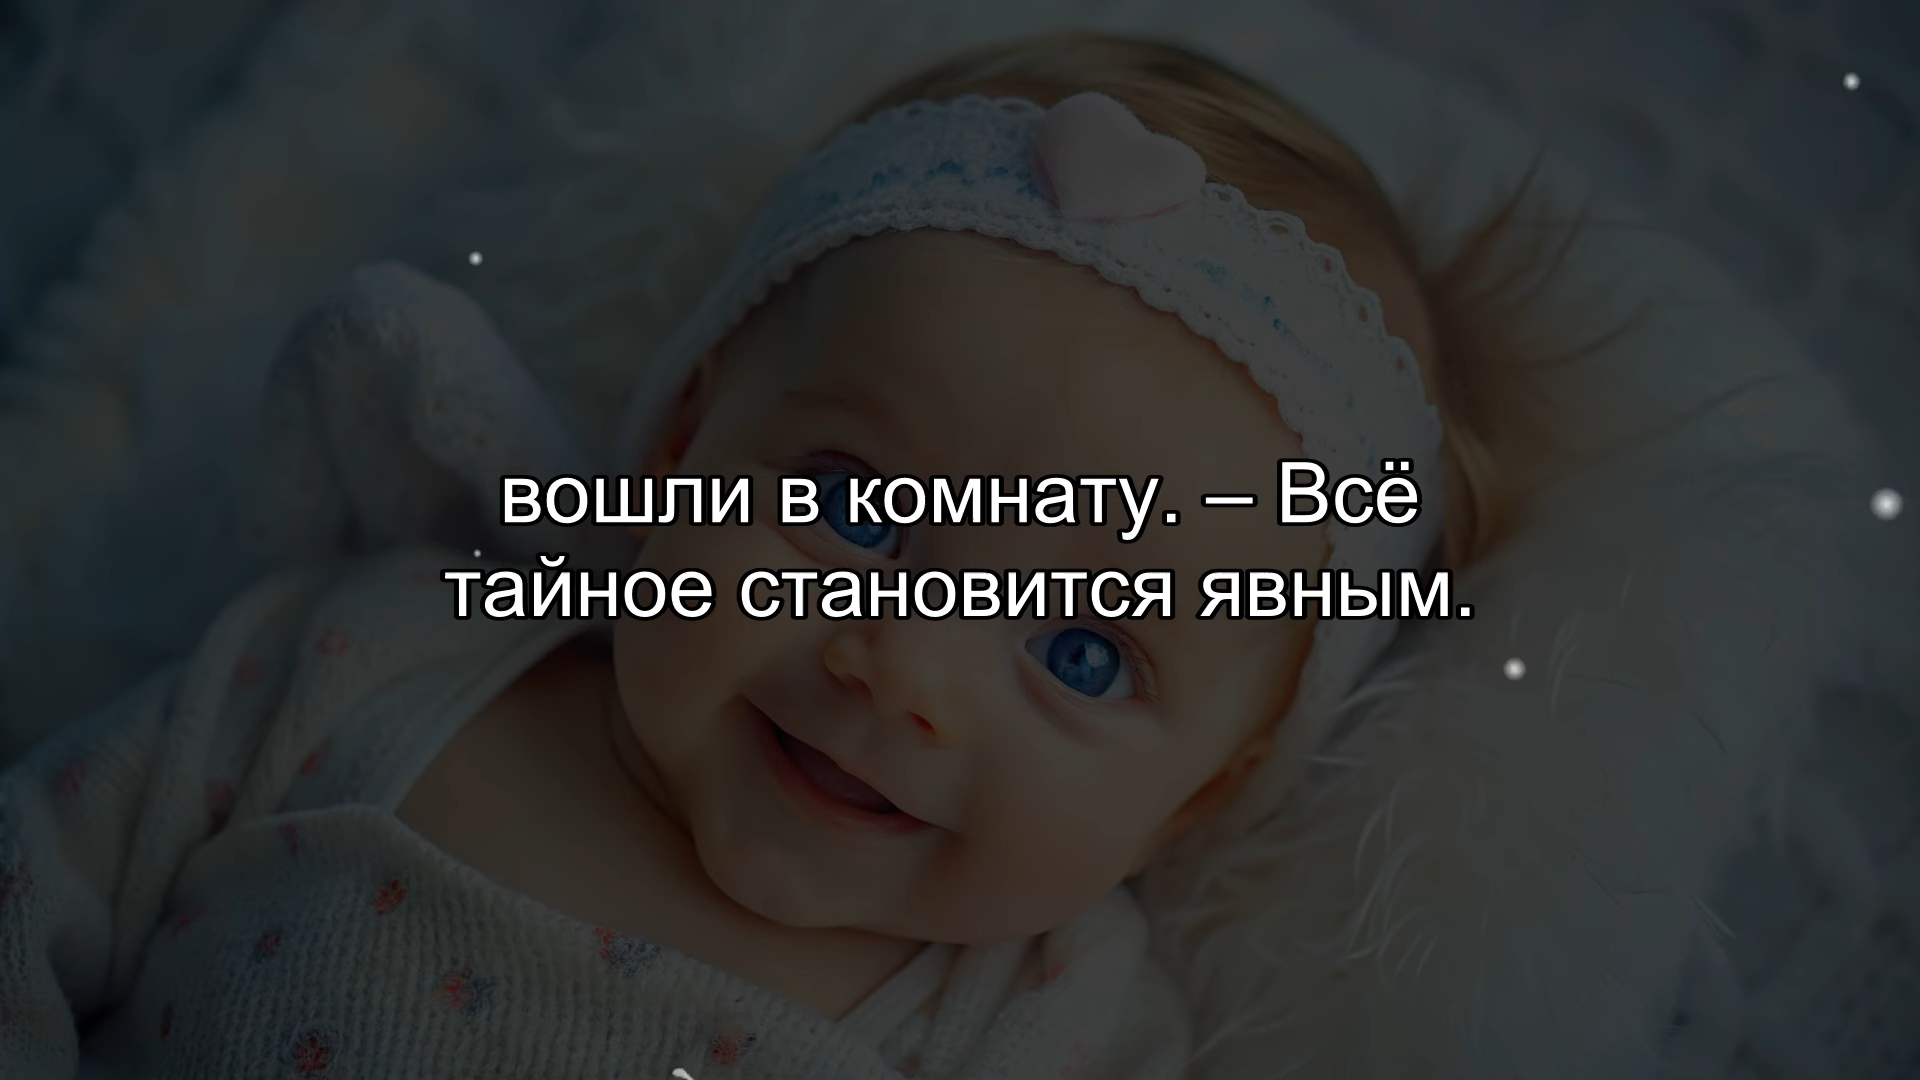 вошли в комнату. – Всё
тайное становится явным.